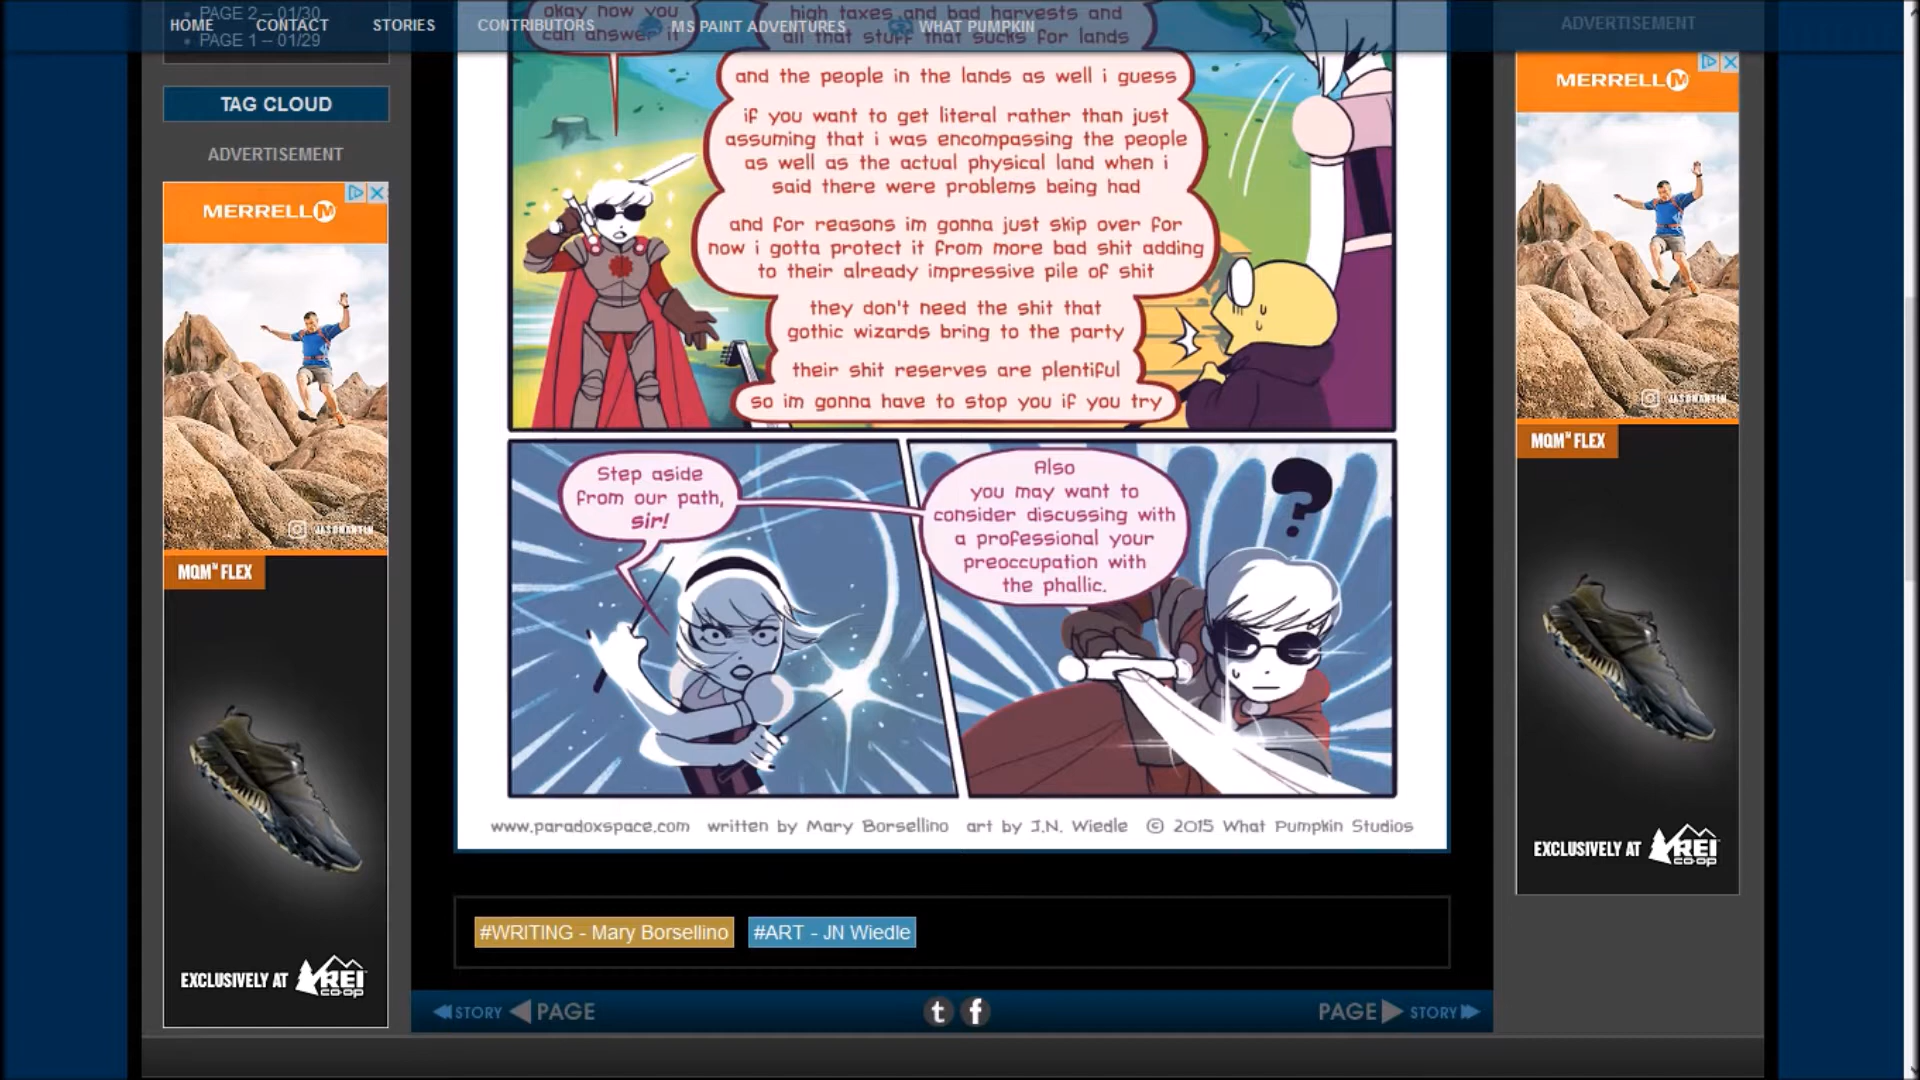 PAGE 2 – 01/30
HOME
CONTACT
STORIES
CONTRIBUTORS
MS PAINT ADVENTURES
WHAT PUMPKIN
PAGE 1 – 01/29
TAG CLOUD
ADVERTISEMENT
MERRELL
JASONANTIN
MQM™ FLEX
EXCLUSIVELY AT REI
co·op
okay now you
can answer it
high taxes and bad harvests and
all that stuff that sucks for lands
and the people in the lands as well i guess
if you want to get literal rather than just
assuming that i was encompassing the people
as well as the actual physical land when i
said there were problems being had
and for reasons im gonna just skip over for
now i gotta protect it from more bad shit adding
to their already impressive pile of shit
they don't need the shit that
gothic wizards bring to the party
their shit reserves are plentiful
so im gonna have to stop you if you try
Step aside
from our path,
sir!
Also
you may want to
consider discussing with
a professional your
preoccupation with
the phallic.
?
www.paradoxspace.com written by Mary Borsellino art by J.N. Wiedle © 2015 What Pumpkin Studios
#WRITING - Mary Borsellino
#ART - JN Wiedle
STORY PAGE
t f
PAGE STORY
ADVERTISEMENT
MERRELL
JASONANTIN
MQM™ FLEX
EXCLUSIVELY AT REI
co·op